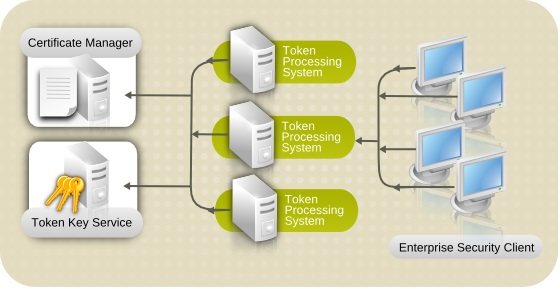 Certificate Manager
Token
Processing
System
Token
Processing
System
Token Key Service
Token
Processing
System
Enterprise Security Client